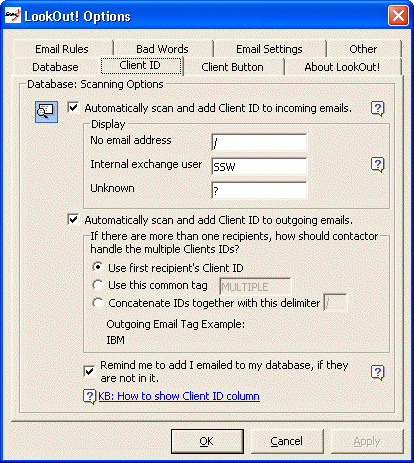 LookOut! Options
Email Rules
Bad Words
Email Settings
Other
Database
Client ID
Client Button
About LookOut!
Database: Scanning Options
Automatically scan and add Client ID to incoming emails.
?
Display
No email address
/
Internal exchange user
SSW
?
Unknown
?
Automatically scan and add Client ID to outgoing emails.
If there are more than one recipients, how should contactor
handle the multiple Clients IDs?
Use first recipient's Client ID
Use this common tag
MULTIPLE
Concatenate IDs together with this delimiter
/
Outgoing Email Tag Example:
IBM
Remind me to add I emailed to my database, if they
are not in it.
?
?
KB: How to show Client ID column
OK
Cancel
Apply